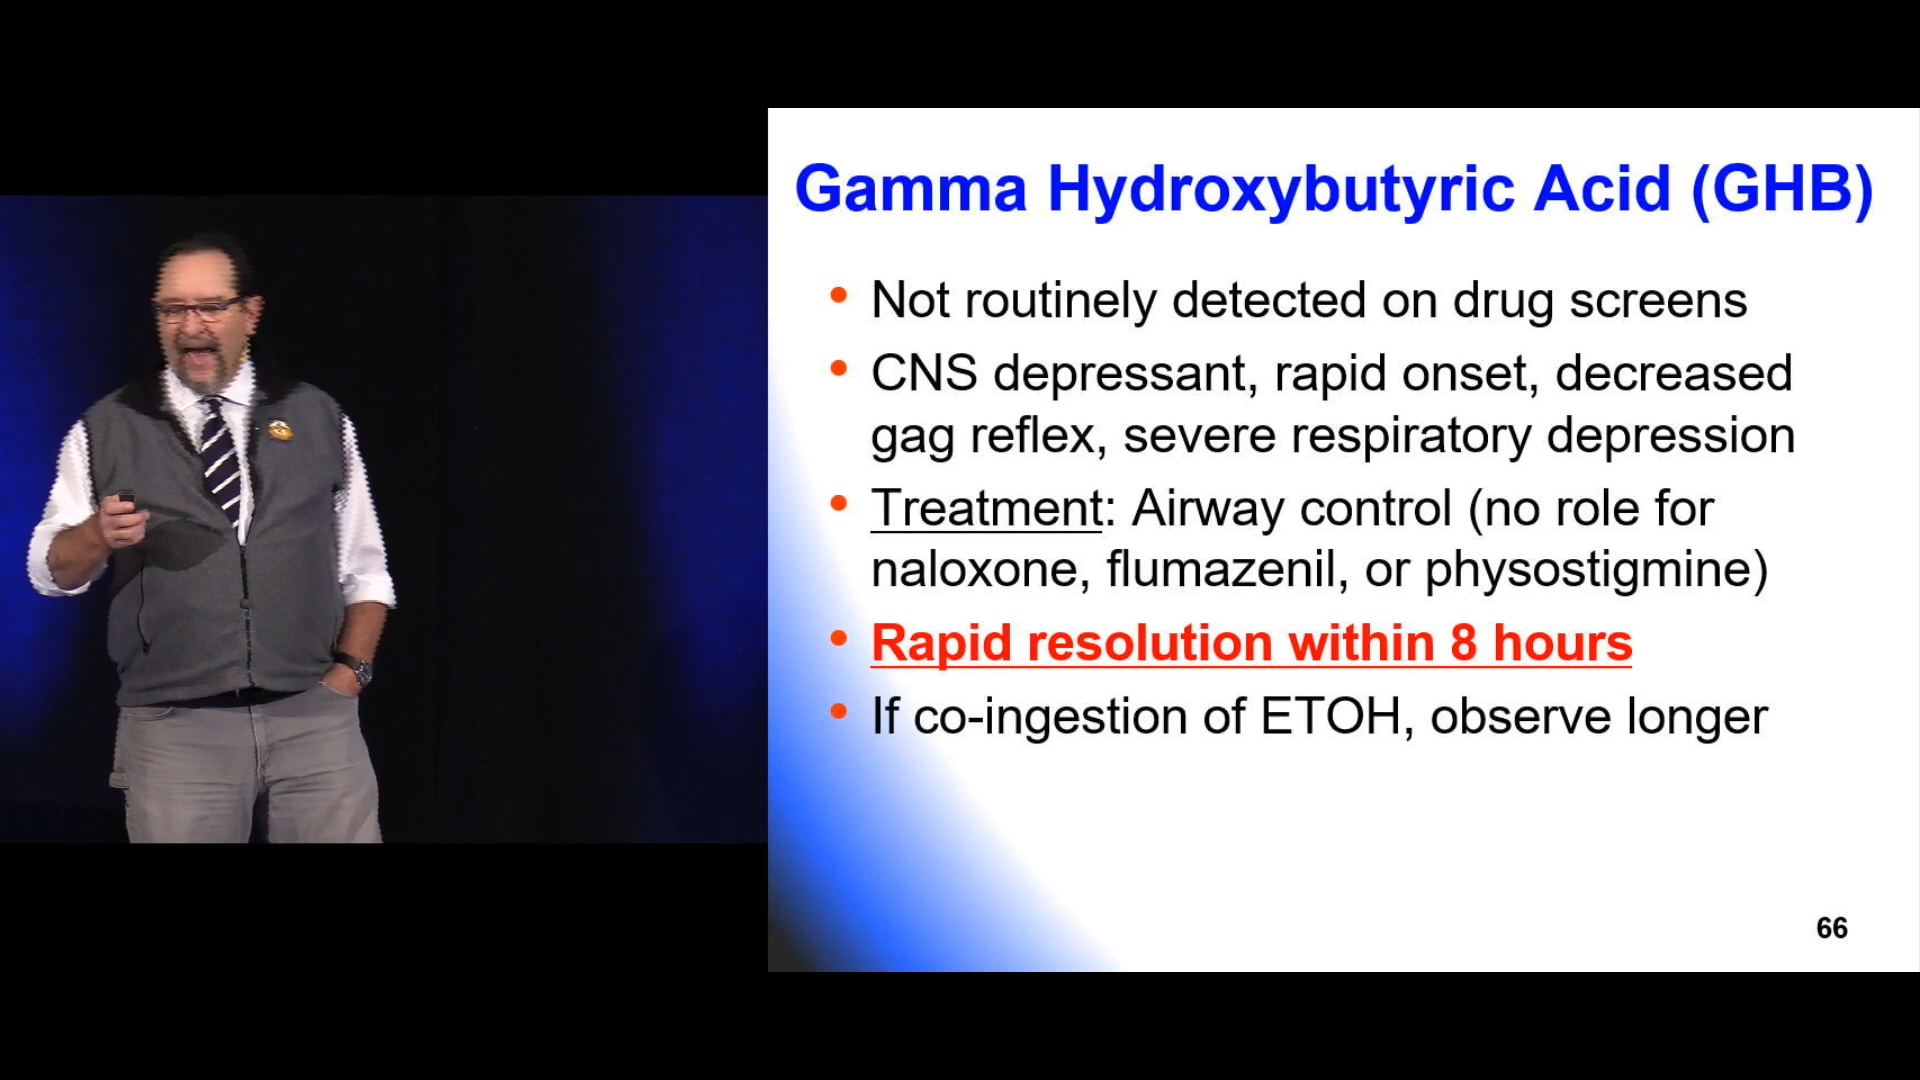 Gamma Hydroxybutyric Acid (GHB)
• Not routinely detected on drug screens
• CNS depressant, rapid onset, decreased
gag reflex, severe respiratory depression
• Treatment: Airway control (no role for
naloxone, flumazenil, or physostigmine)
• Rapid resolution within 8 hours
• If co-ingestion of ETOH, observe longer
66